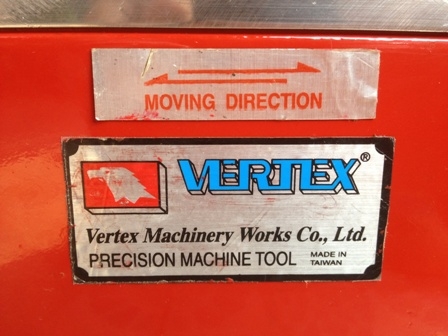 MOVING DIRECTION
VERTEX®
Vertex Machinery Works Co., Ltd.
PRECISION MACHINE TOOL MADE IN TAIWAN